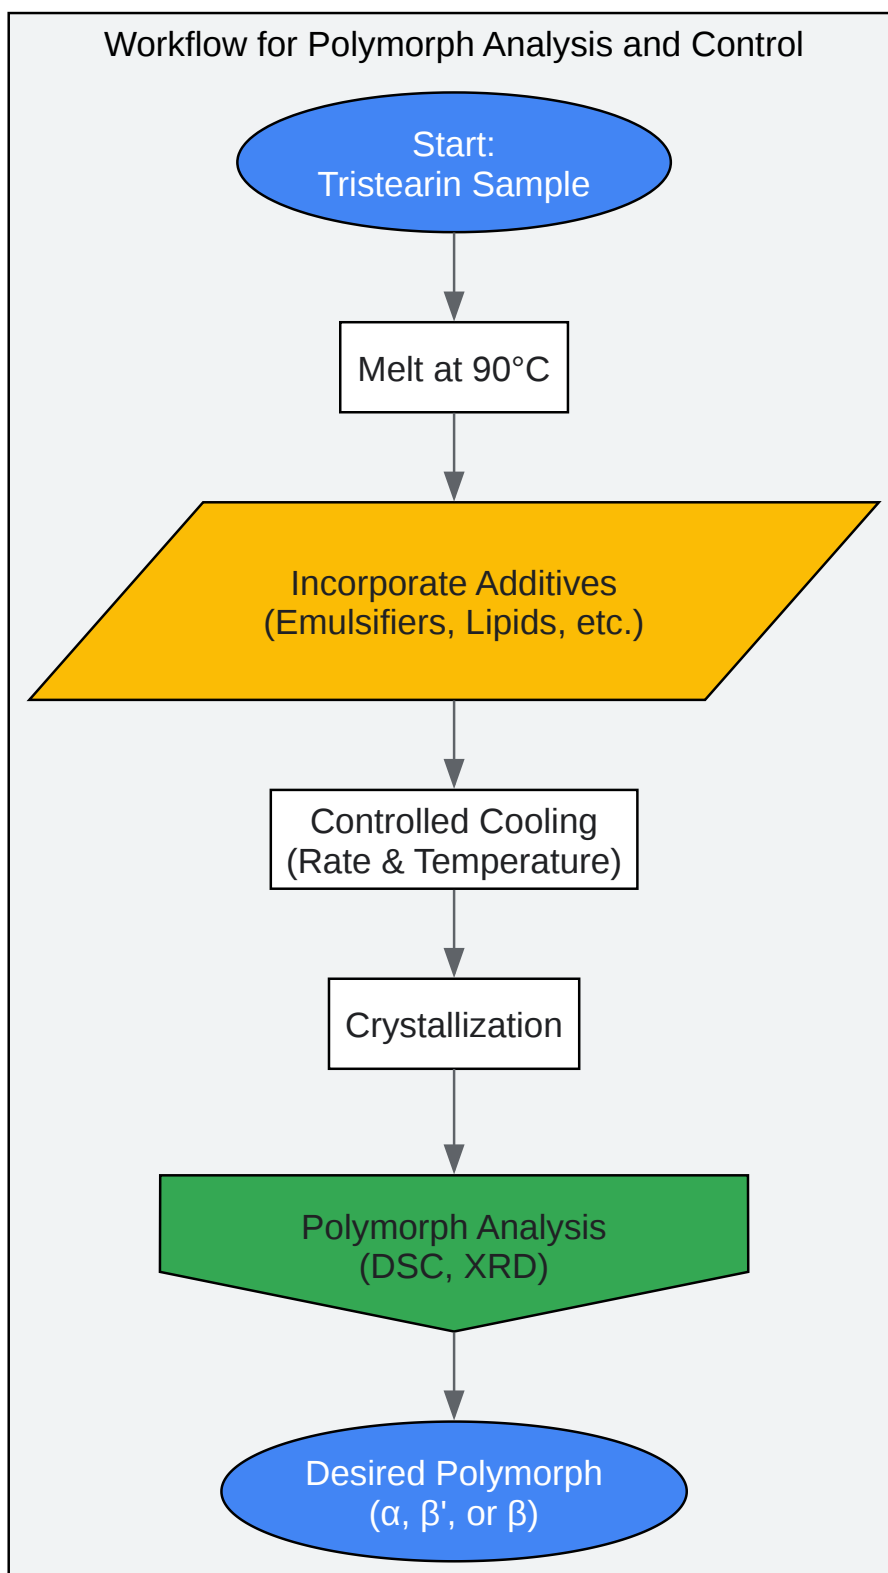 Workflow for Polymorph Analysis and Control
Start:
Tristearin Sample
Melt at 90°C
Incorporate Additives
(Emulsifiers, Lipids, etc.)
Controlled Cooling
(Rate & Temperature)
Crystallization
Polymorph Analysis
(DSC, XRD)
Desired Polymorph
(α, β', or β)